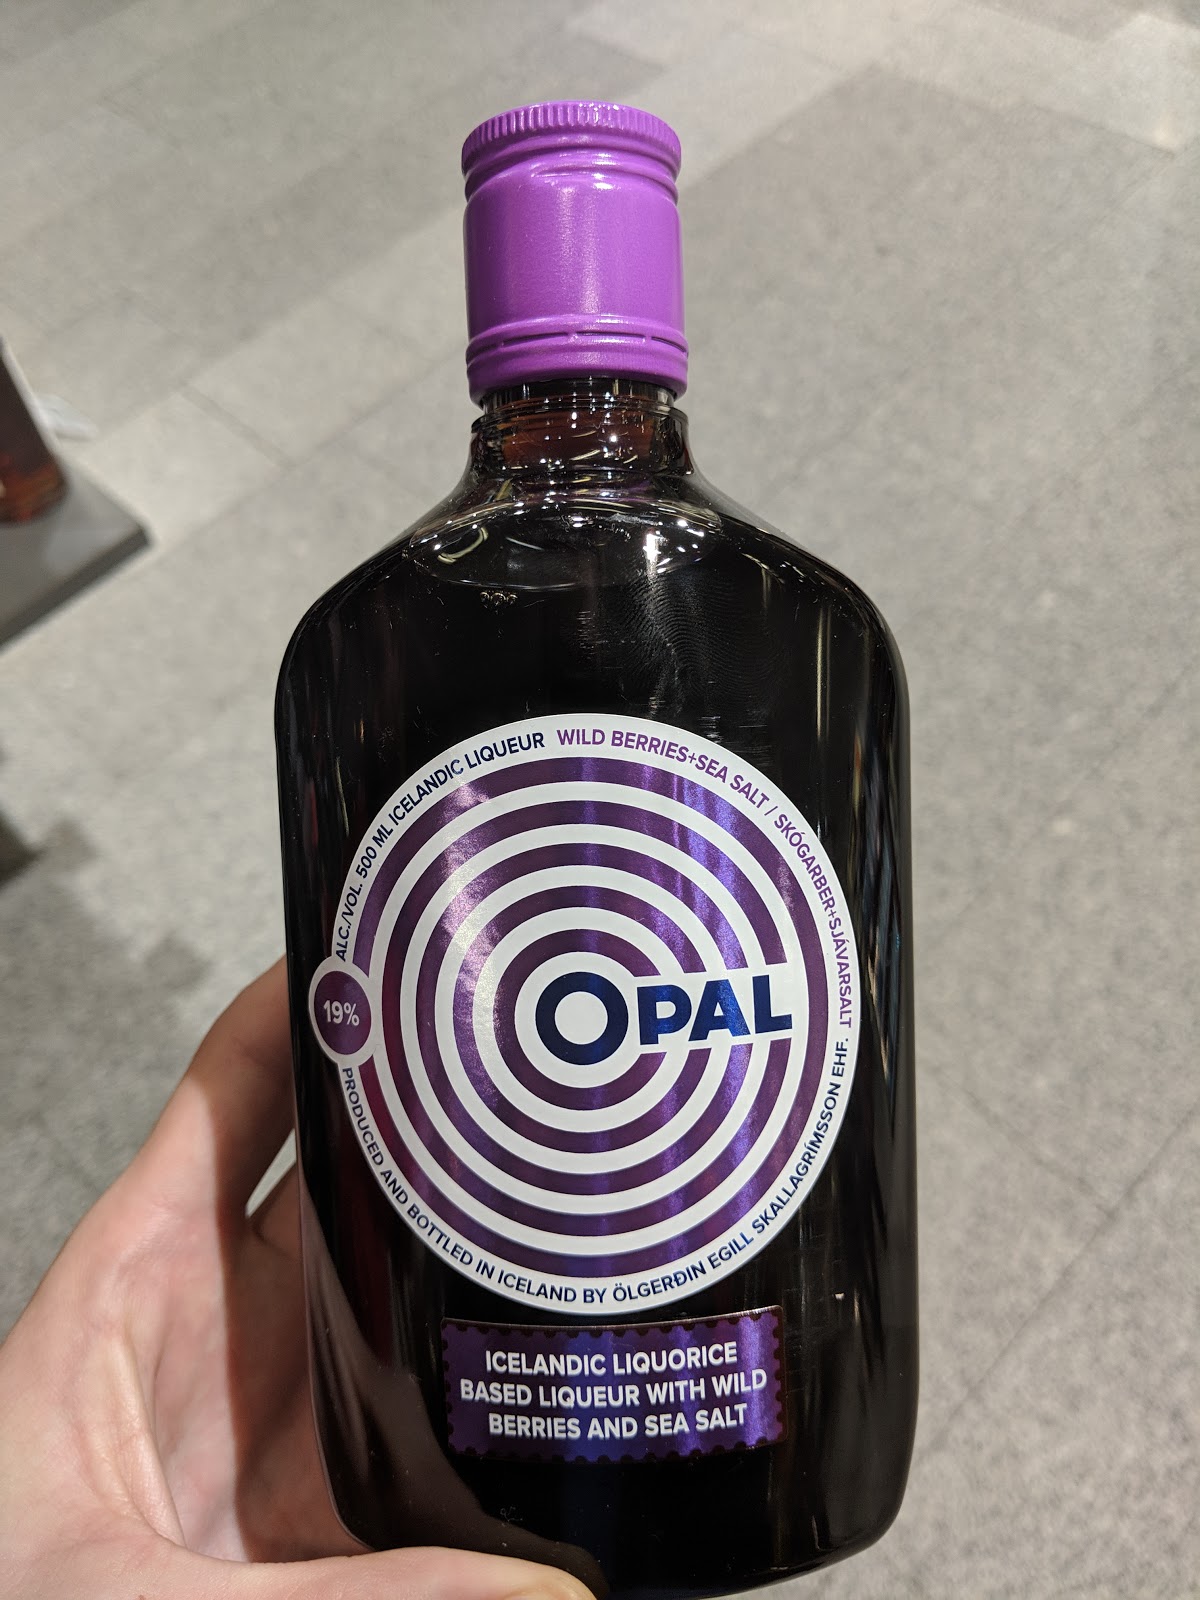 19% ALC./VOL. 500 ML ICELANDIC LIQUEUR WILD BERRIES+SEA SALT / SKÓGARBER+SJÁVARSALT
OPAL
PRODUCED AND BOTTLED IN ICELAND BY ÖLGERÐIN EGILL SKALLAGRÍMSSON EHF.
ICELANDIC LIQUORICE
BASED LIQUEUR WITH WILD
BERRIES AND SEA SALT